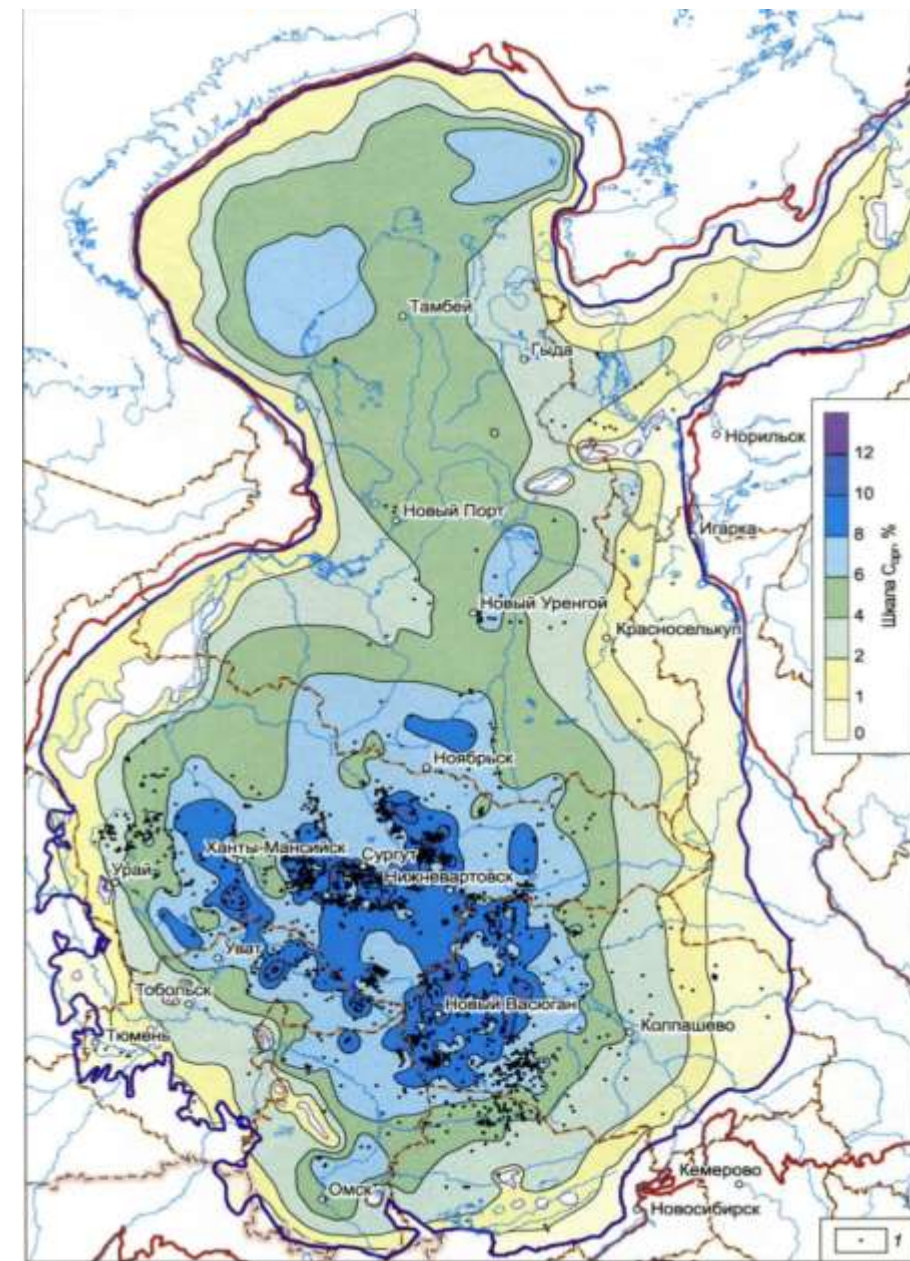 Тамбей
Гыда
Норильск
12
10
8
6
4
2
1
0
Шкала Cорг, %
Новый Порт
Игарка
Новый Уренгой
Красноселькуп
Ноябрьск
Ханты-Мансийск
Сургут
Нижневартовск
Урай
Уват
Тобольск
Новый Васюган
Колпашево
Тюмень
Омск
Кемерово
Новосибирск
1